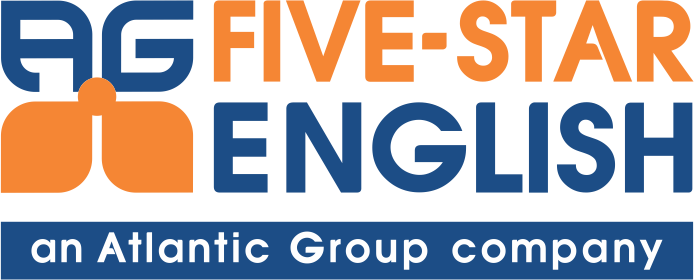 AG
FIVE-STAR
ENGLISH
an Atlantic Group company